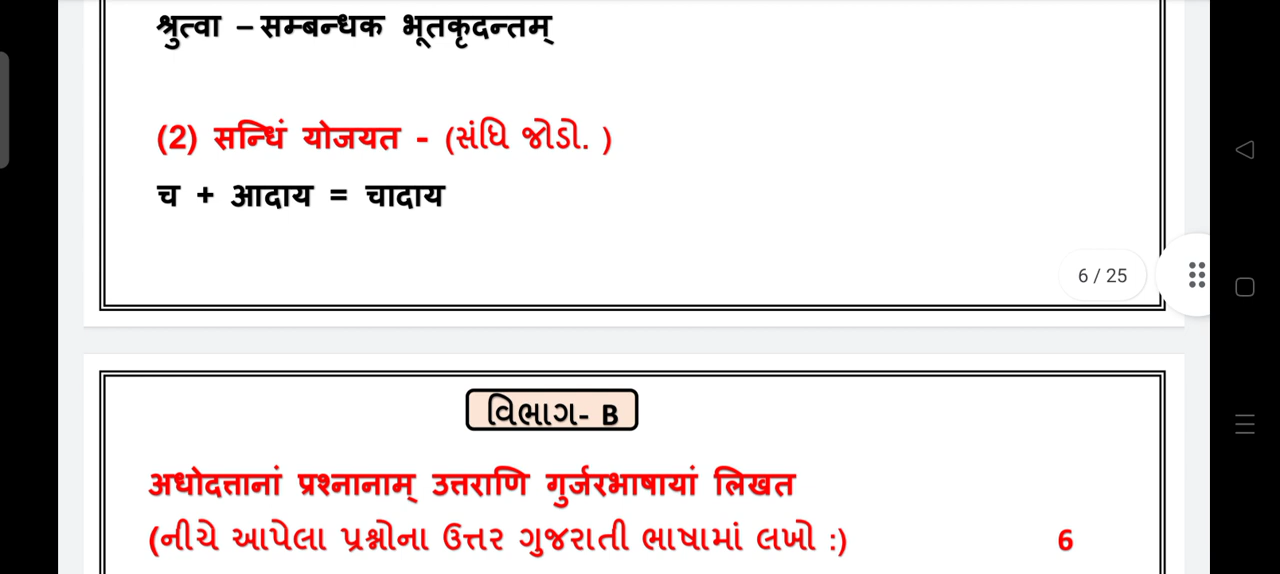 श्रुत्वा – सम्बन्धक भूतकृदन्तम्
(2) सन्धिं योजयत - (સંધિ જોડો. )
च + आदाय = चादाय
6 / 25
વિભાગ- B
अधोदत्तानां प्रश्नानाम् उत्तराणि गुर्जरभाषायां लिखत
(નીચે આપેલા પ્રશ્નોના ઉત્તર ગુજરાતી ભાષામાં લખો :) 6